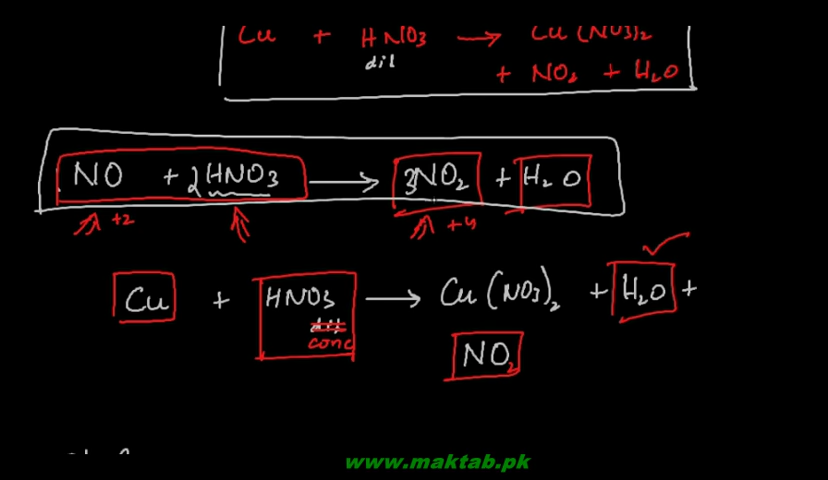 Cu + HNO3 → Cu(NO3)2
dil
+ NO2 + H2O
NO + 2HNO3 → 3NO2 + H2O
+2 +4
Cu + HNO3 → Cu(NO3)2 + H2O +
dil
conc NO2
www.maktab.pk